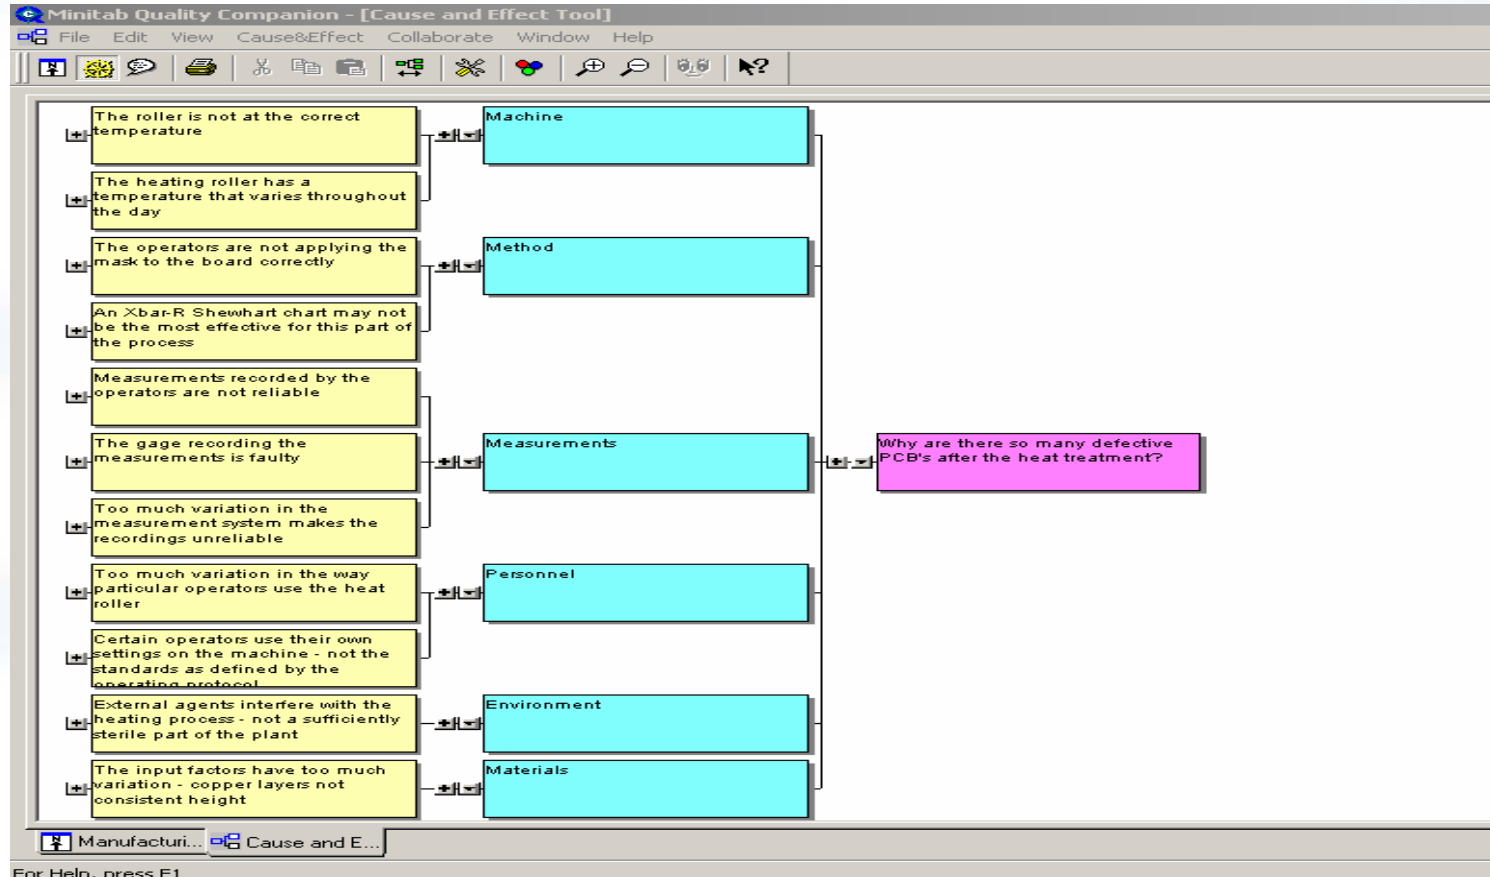 Minitab Quality Companion - [Cause and Effect Tool]
File Edit View Cause&Effect Collaborate Window Help
The roller is not at the correct
temperature
Machine
The heating roller has a
temperature that varies throughout
the day
The operators are not applying the
mask to the board correctly
Method
An Xbar-R Shewhart chart may not
be the most effective for this part of
the process
Measurements recorded by the
operators are not reliable
The gage recording the
measurements is faulty
Measurements
Why are there so many defective
PCB's after the heat treatment?
Too much variation in the
measurement system makes the
recordings unreliable
Too much variation in the way
particular operators use the heat
roller
Personnel
Certain operators use their own
settings on the machine - not the
standards as defined by the
operating protocol
External agents interfere with the
heating process - not a sufficiently
sterile part of the plant
Environment
The input factors have too much
variation - copper layers not
consistent height
Materials
Manufacturi... Cause and E...
For Help, press F1